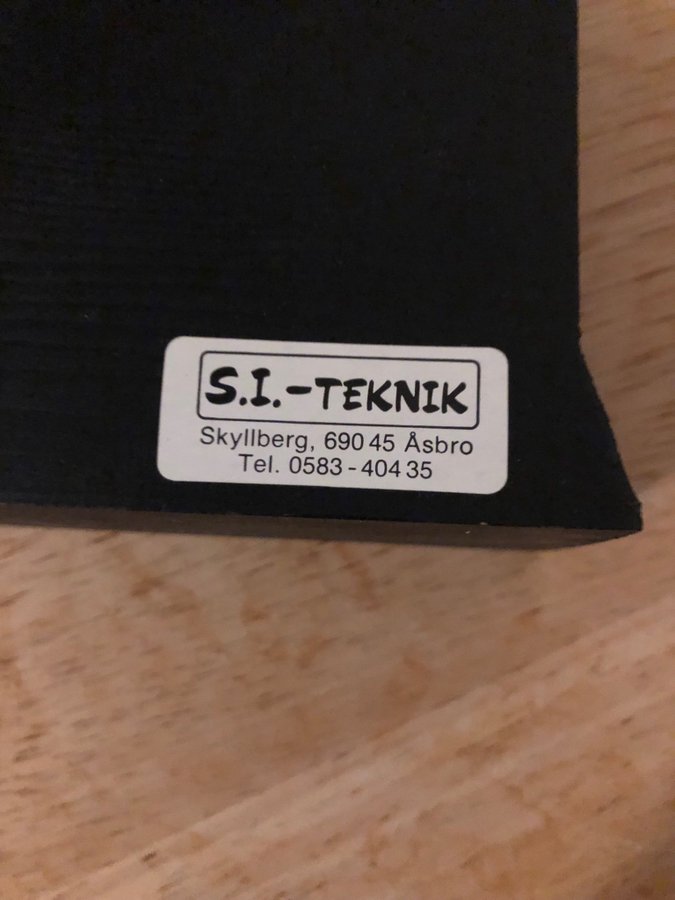 S.I.-TEKNIK
Skyllberg, 690 45 Åsbro
Tel. 0583-404 35